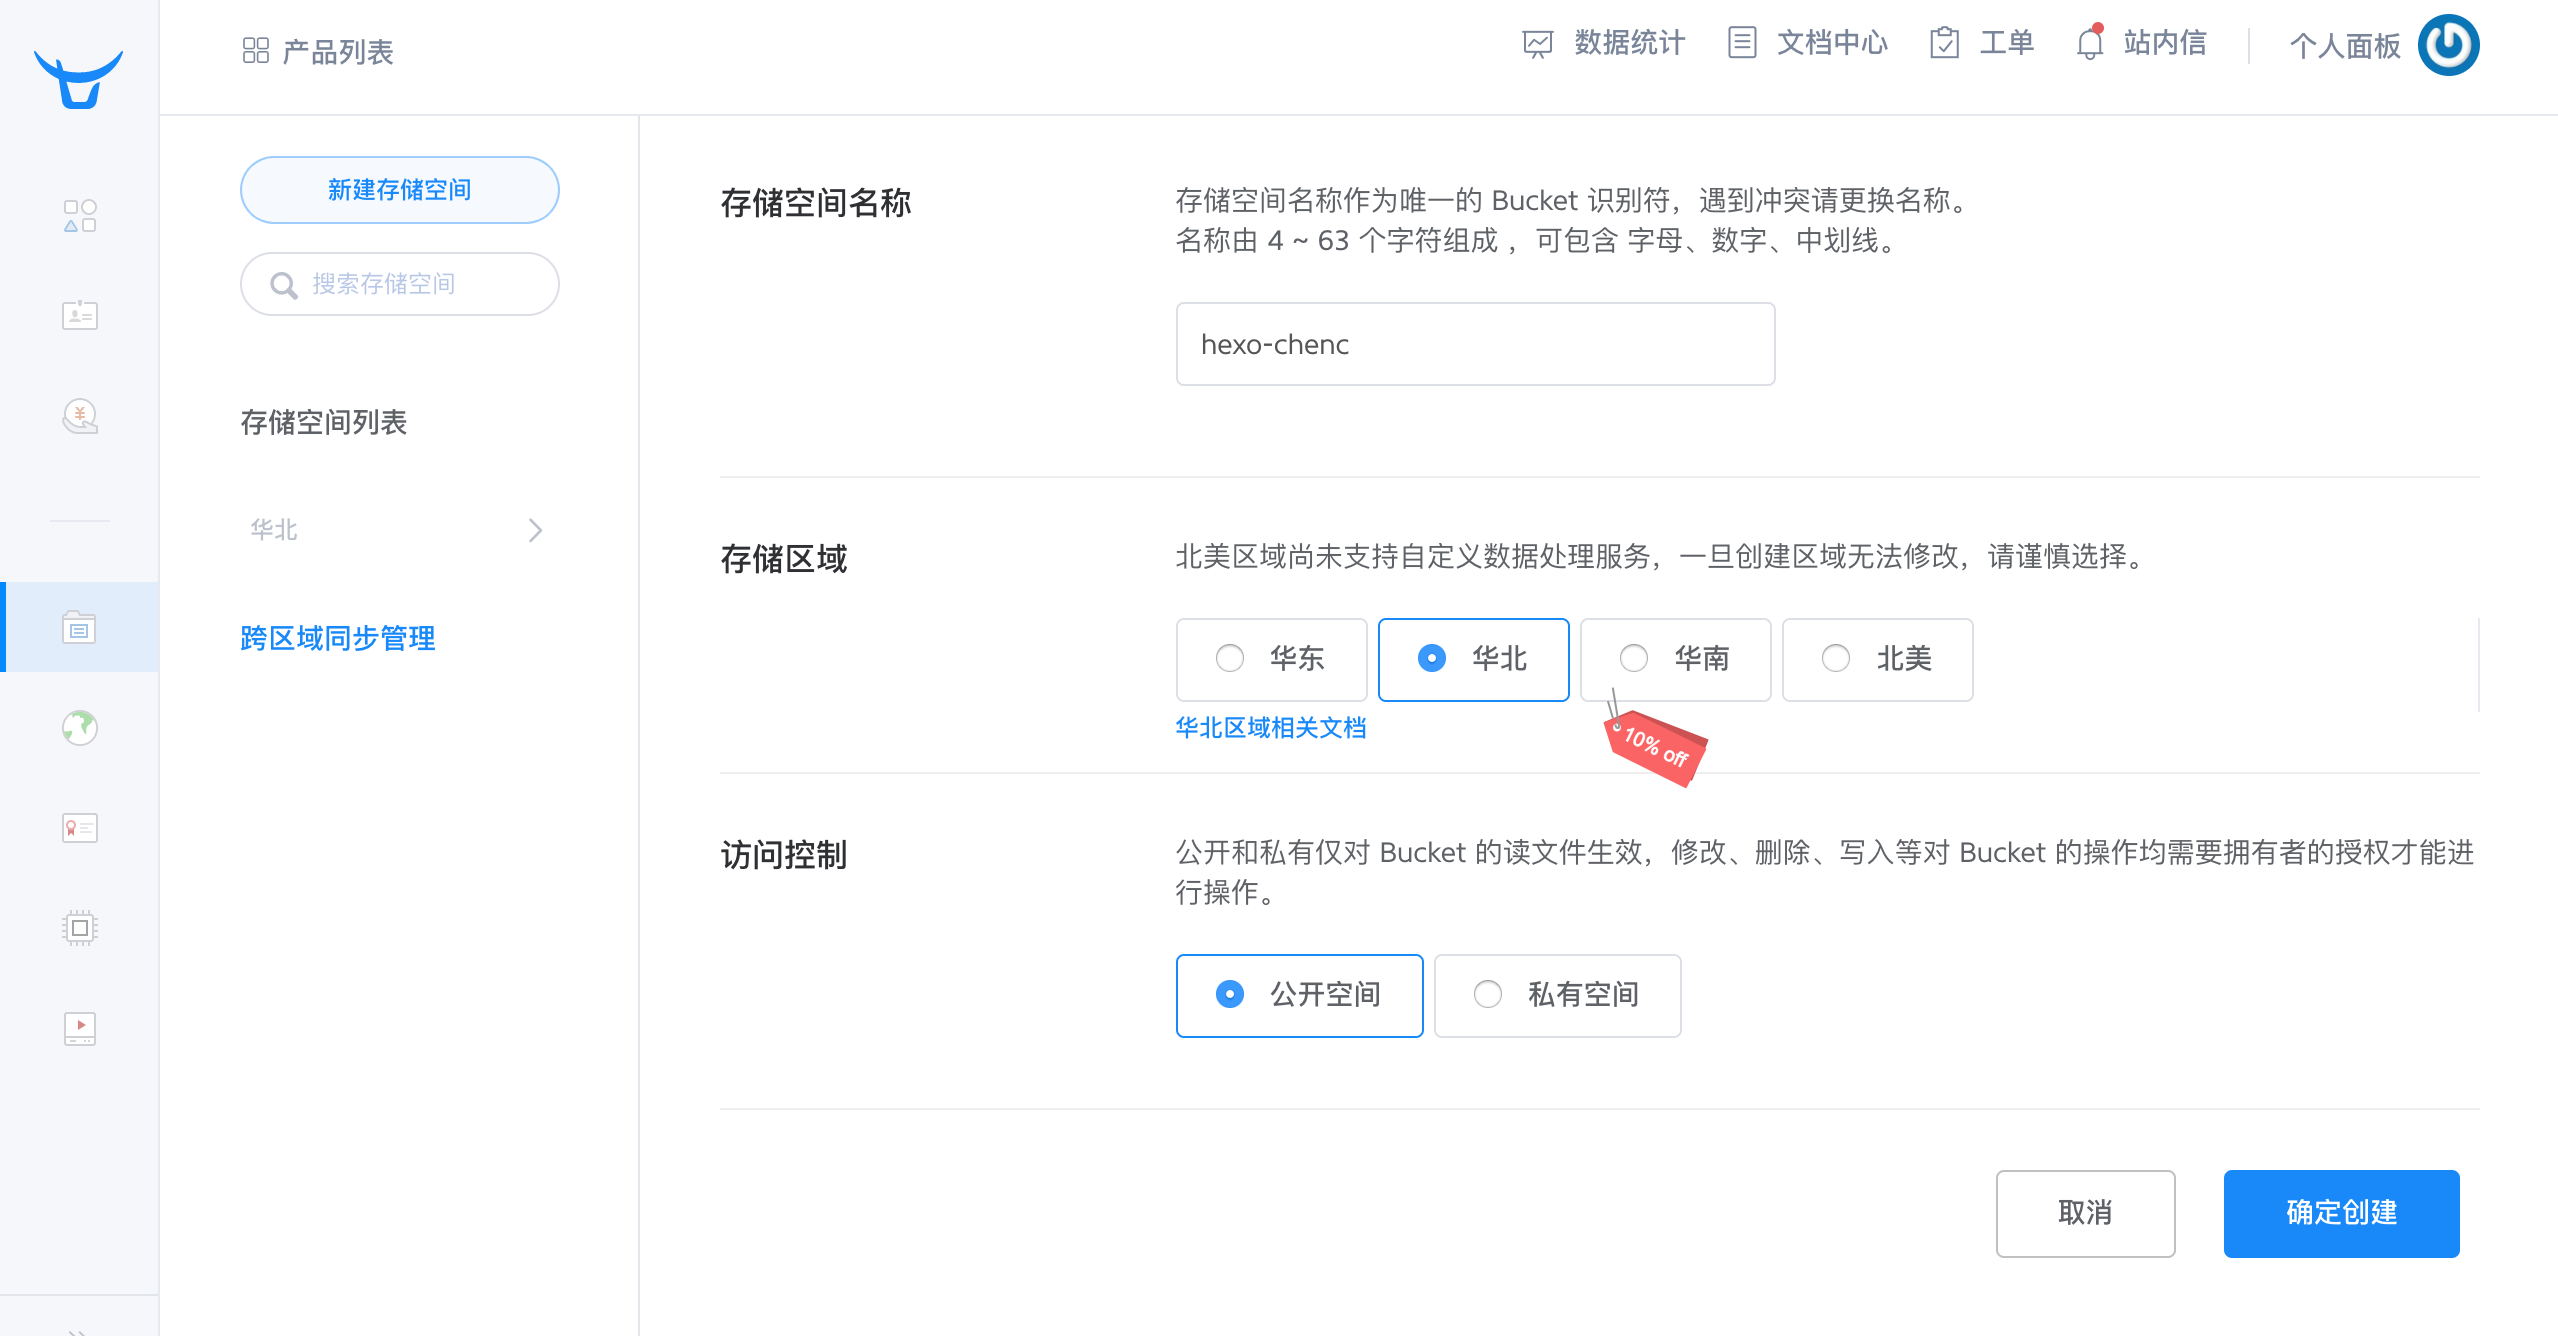 产品列表
数据统计
文档中心
工单
站内信
个人面板
新建存储空间
搜索存储空间
存储空间列表
华北
跨区域同步管理
存储空间名称
存储空间名称作为唯一的 Bucket 识别符，遇到冲突请更换名称。
名称由 4 ~ 63 个字符组成 ，可包含 字母、数字、中划线。
hexo-chenc
存储区域
北美区域尚未支持自定义数据处理服务，一旦创建区域无法修改，请谨慎选择。
华东
华北
华南
北美
华北区域相关文档
10% off
访问控制
公开和私有仅对 Bucket 的读文件生效，修改、删除、写入等对 Bucket 的操作均需要拥有者的授权才能进
行操作。
公开空间
私有空间
取消
确定创建